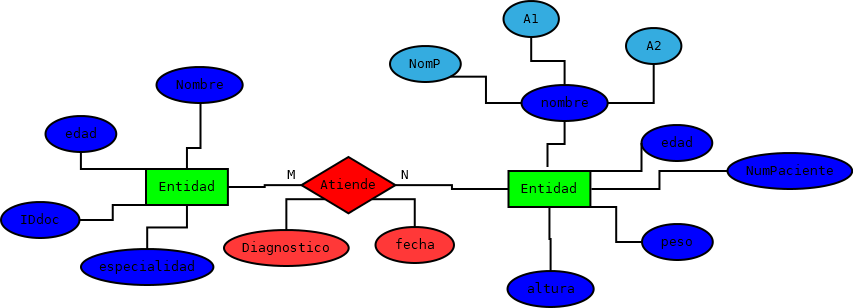 A1
A2
NomP
Nombre
nombre
edad
edad
NumPaciente
M
N
Entidad
Atiende
Entidad
IDdoc
Diagnostico
fecha
peso
especialidad
altura